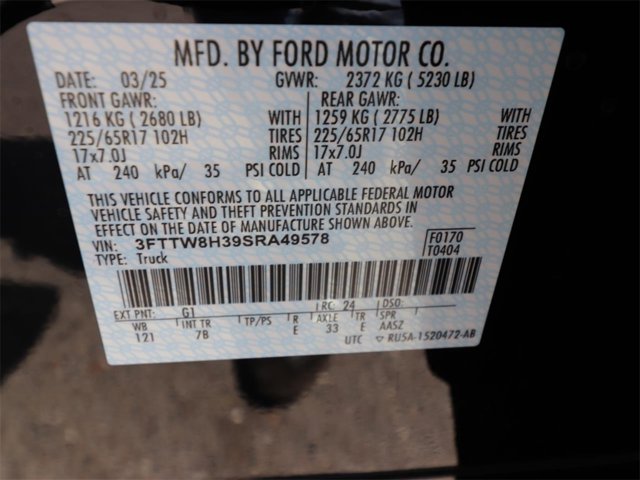 MFD. BY FORD MOTOR CO.
DATE: 03/25 GVWR: 2372 KG ( 5230 LB)
FRONT GAWR: REAR GAWR:
1216 KG ( 2680 LB) WITH 1259 KG ( 2775 LB) WITH
225/65R17 102H TIRES 225/65R17 102H TIRES
17x7.0J RIMS 17x7.0J RIMS
AT 240 kPa/ 35 PSI COLD AT 240 kPa/ 35 PSI COLD
THIS VEHICLE CONFORMS TO ALL APPLICABLE FEDERAL MOTOR
VEHICLE SAFETY AND THEFT PREVENTION STANDARDS IN
EFFECT ON THE DATE OF MANUFACTURE SHOWN ABOVE.
VIN: 3FTTW8H39SRA49578 F0170
TYPE: Truck T0404
EXT PNT: G1 RC: 24 DSO:
WB INT TR TP/PS R AXLE TR SPR
121 7B E 33 E AASZ
UTC ▽ RUSA-1520472-AB